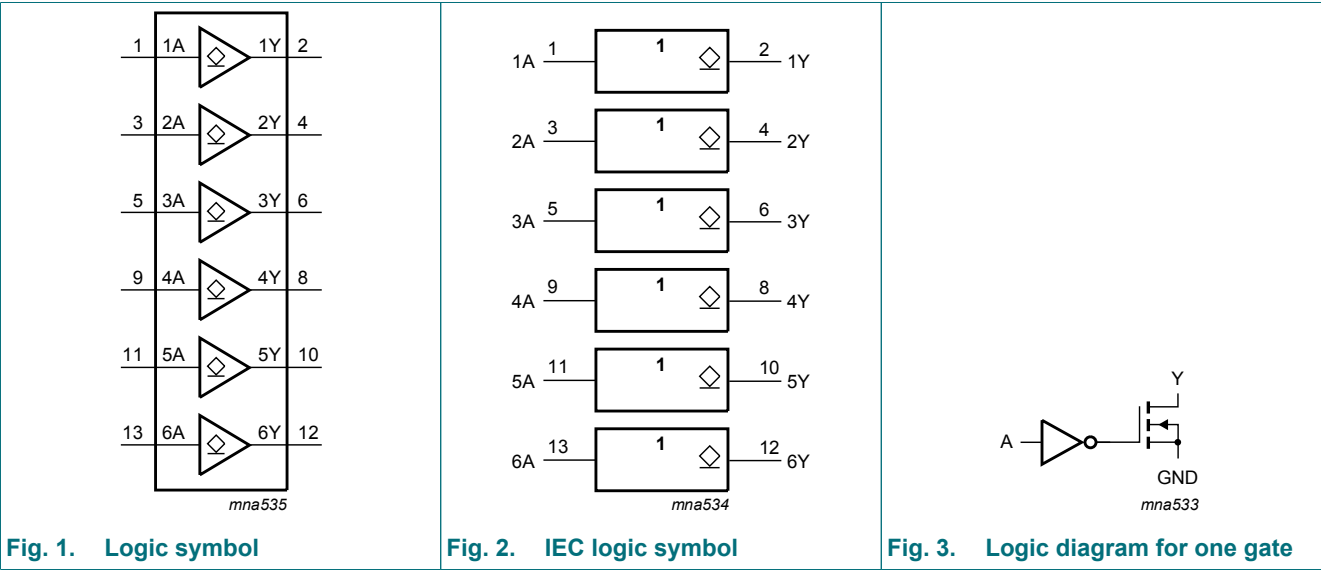 1 1A 1Y 2
3 2A 2Y 4
5 3A 3Y 6
9 4A 4Y 8
11 5A 5Y 10
13 6A 6Y 12
mna535
Fig. 1. Logic symbol
1A 1 1 2 1Y
2A 3 1 4 2Y
3A 5 1 6 3Y
4A 9 1 8 4Y
5A 11 1 10 5Y
6A 13 1 12 6Y
mna534
Fig. 2. IEC logic symbol
Y
A
GND
mna533
Fig. 3. Logic diagram for one gate